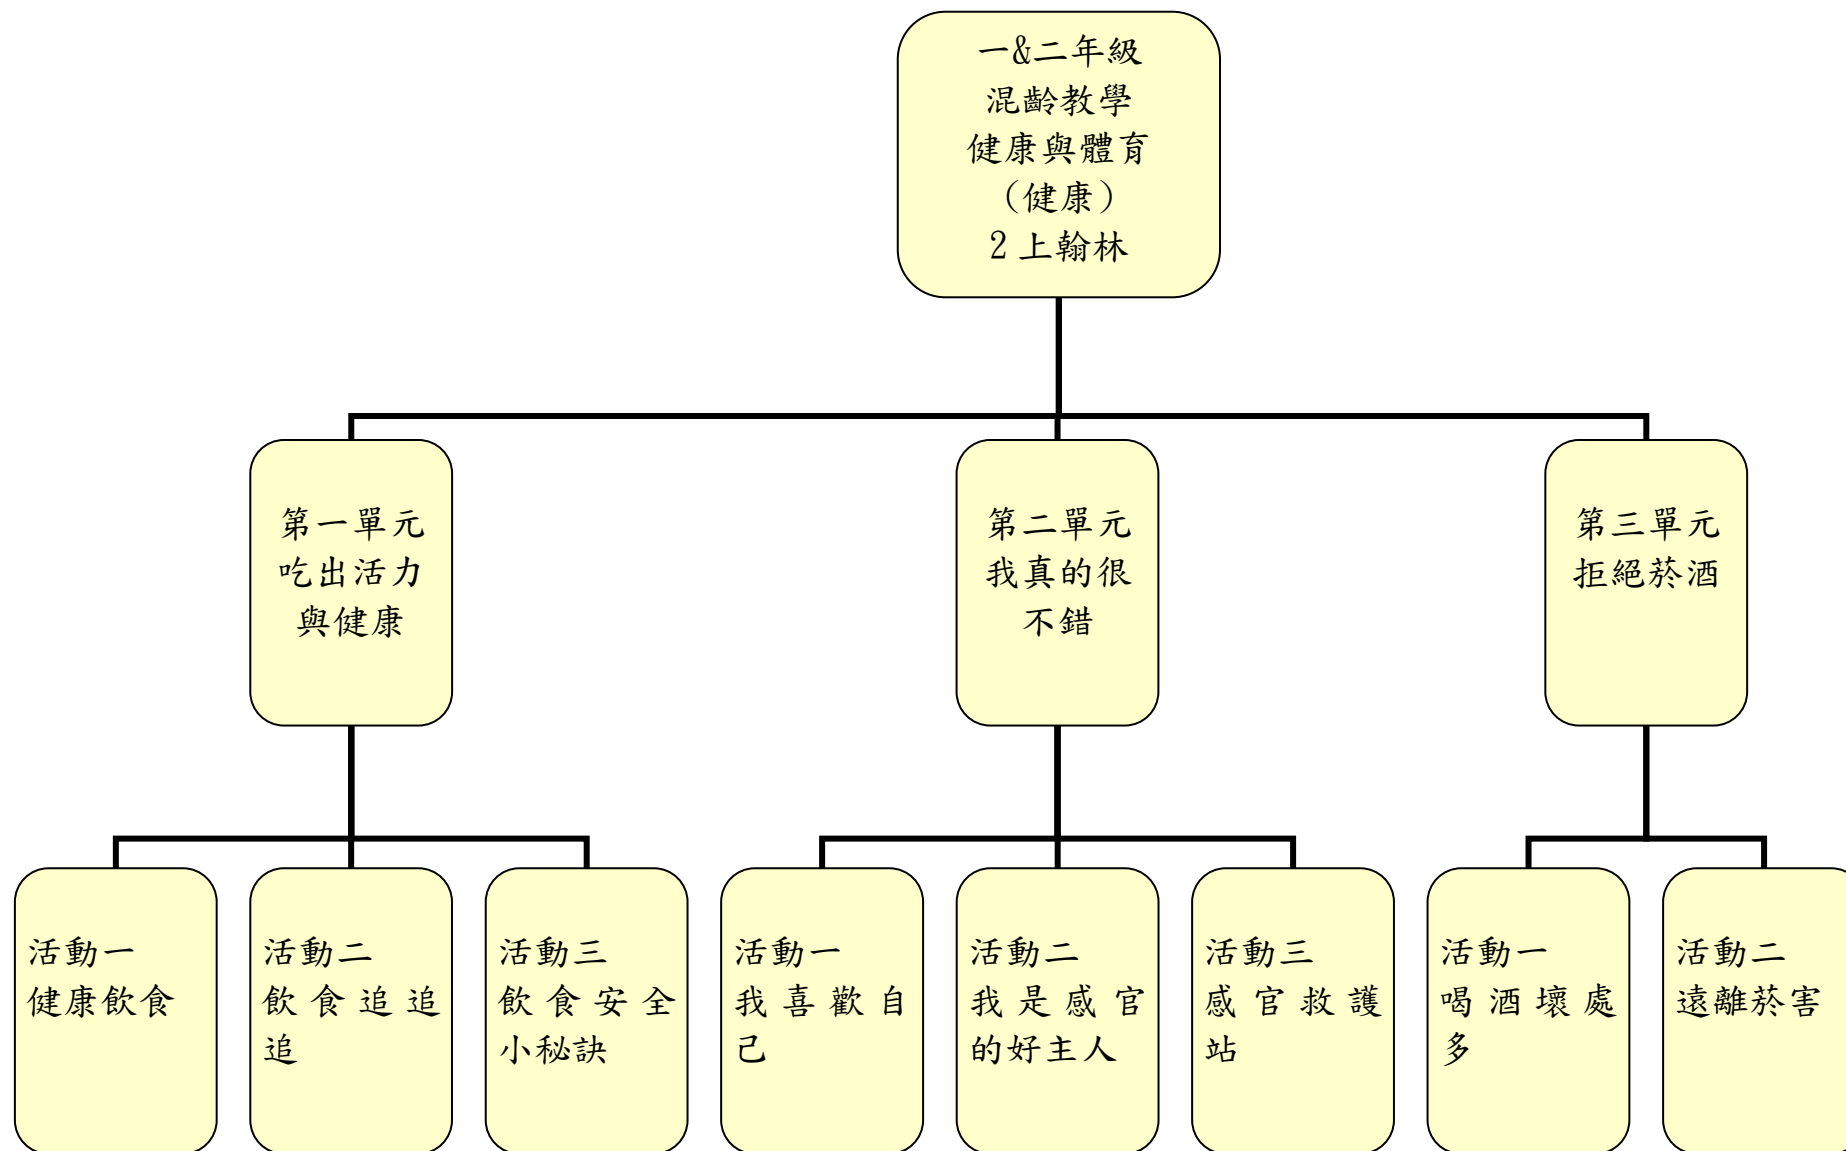 一&二年級
混齡教學
健康與體育
（健康）
2上翰林
第一單元
吃出活力
與健康
第二單元
我真的很
不錯
第三單元
拒絕菸酒
活動一
健康飲食
活動二
飲食追追
追
活動三
飲食安全
小秘訣
活動一
我喜歡自
己
活動二
我是感官
的好主人
活動三
感官救護
站
活動一
喝酒壞處
多
活動二
遠離菸害